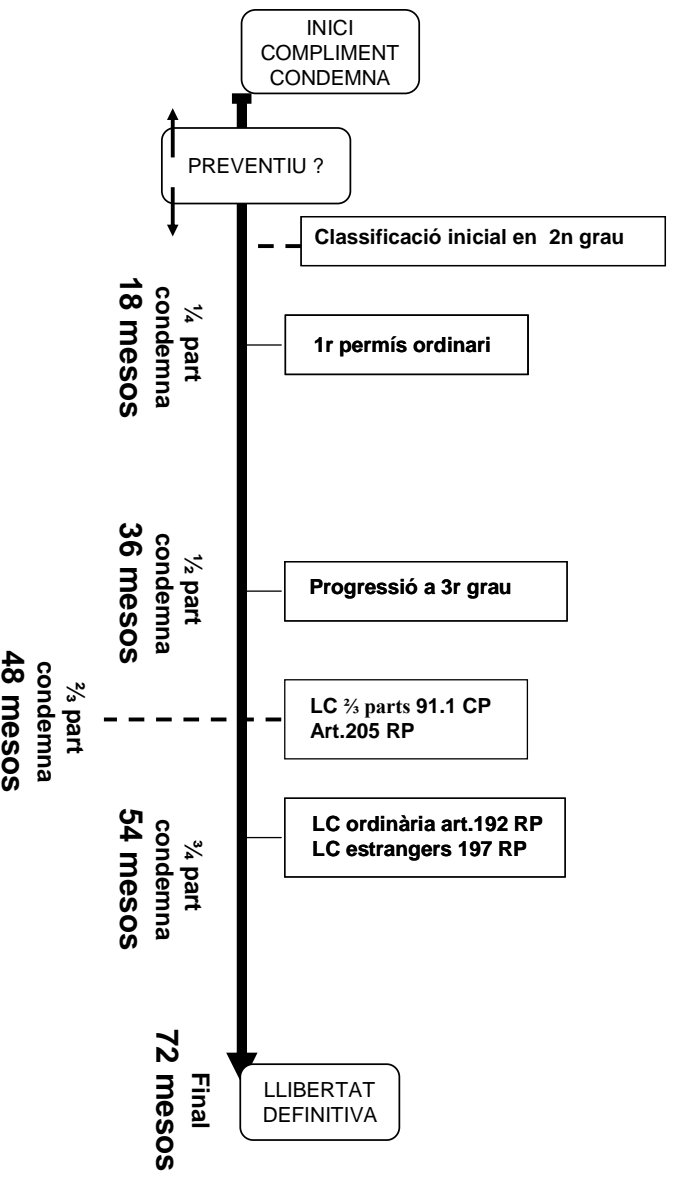 INICI
COMPLIMENT
CONDEMNA
PREVENTIU ?
Classificació inicial en 2n grau
¼ part
condemna
18 mesos
1r permís ordinari
½ part
condemna
36 mesos
Progressió a 3r grau
⅔ part
condemna
48 mesos
LC ⅔ parts 91.1 CP
Art.205 RP
¾ part
condemna
54 mesos
LC ordinària art.192 RP
LC estrangers 197 RP
Final
72 mesos
LLIBERTAT
DEFINITIVA